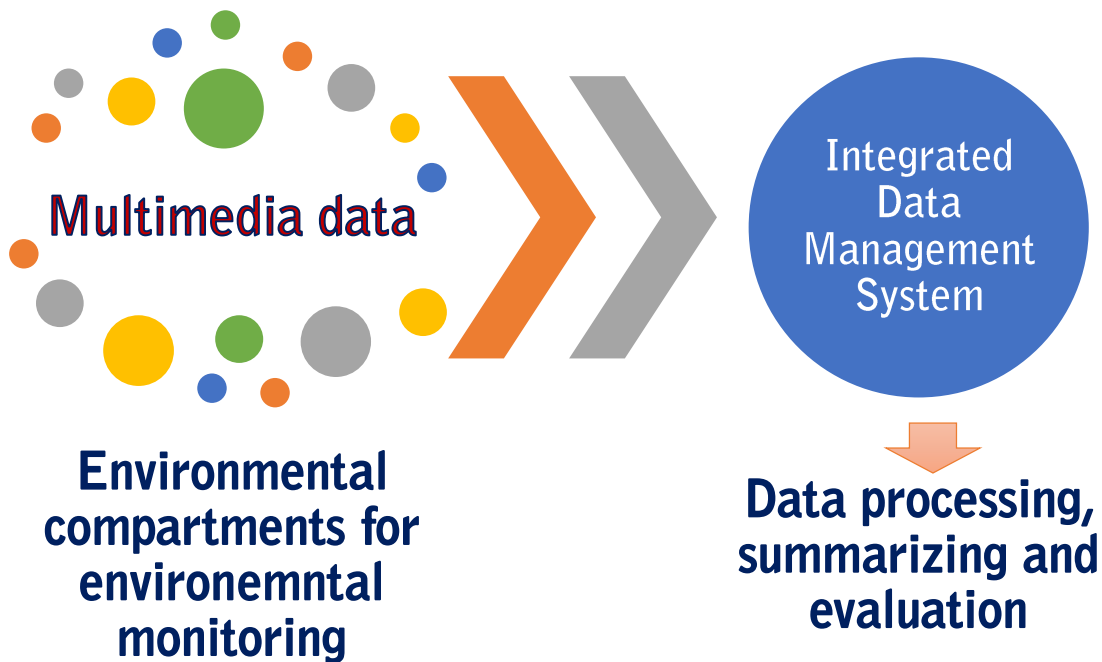 Multimedia data
Environmental
compartments for
environemntal
monitoring
Integrated
Data
Management
System
Data processing,
summarizing and
evaluation